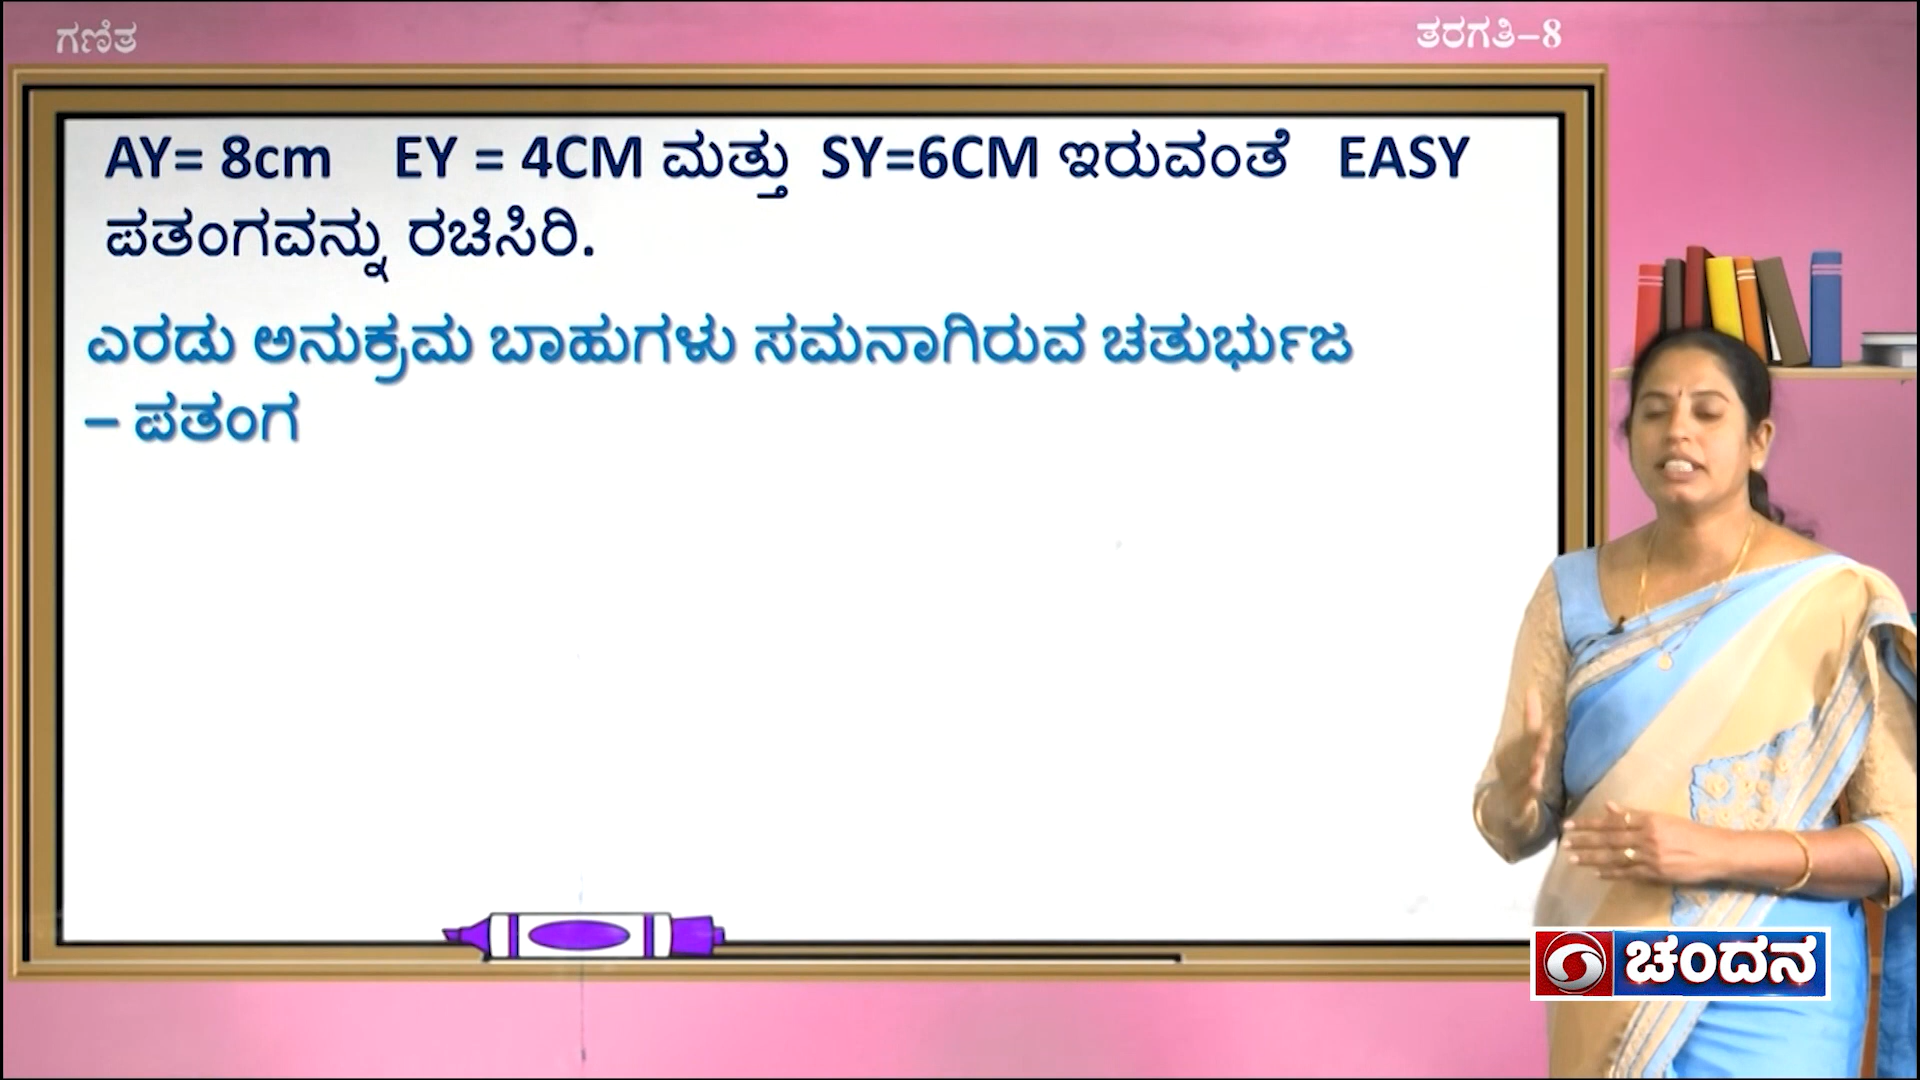 ಗಣಿತ
ತರಗತಿ-8
AY= 8cm EY = 4CM ಮತ್ತು SY=6CM ಇರುವಂತೆ EASY
ಪತಂಗವನ್ನು ರಚಿಸಿರಿ.
ಎರಡು ಅನುಕ್ರಮ ಬಾಹುಗಳು ಸಮನಾಗಿರುವ ಚತುರ್ಭುಜ
– ಪತಂಗ
ಚಂದನ